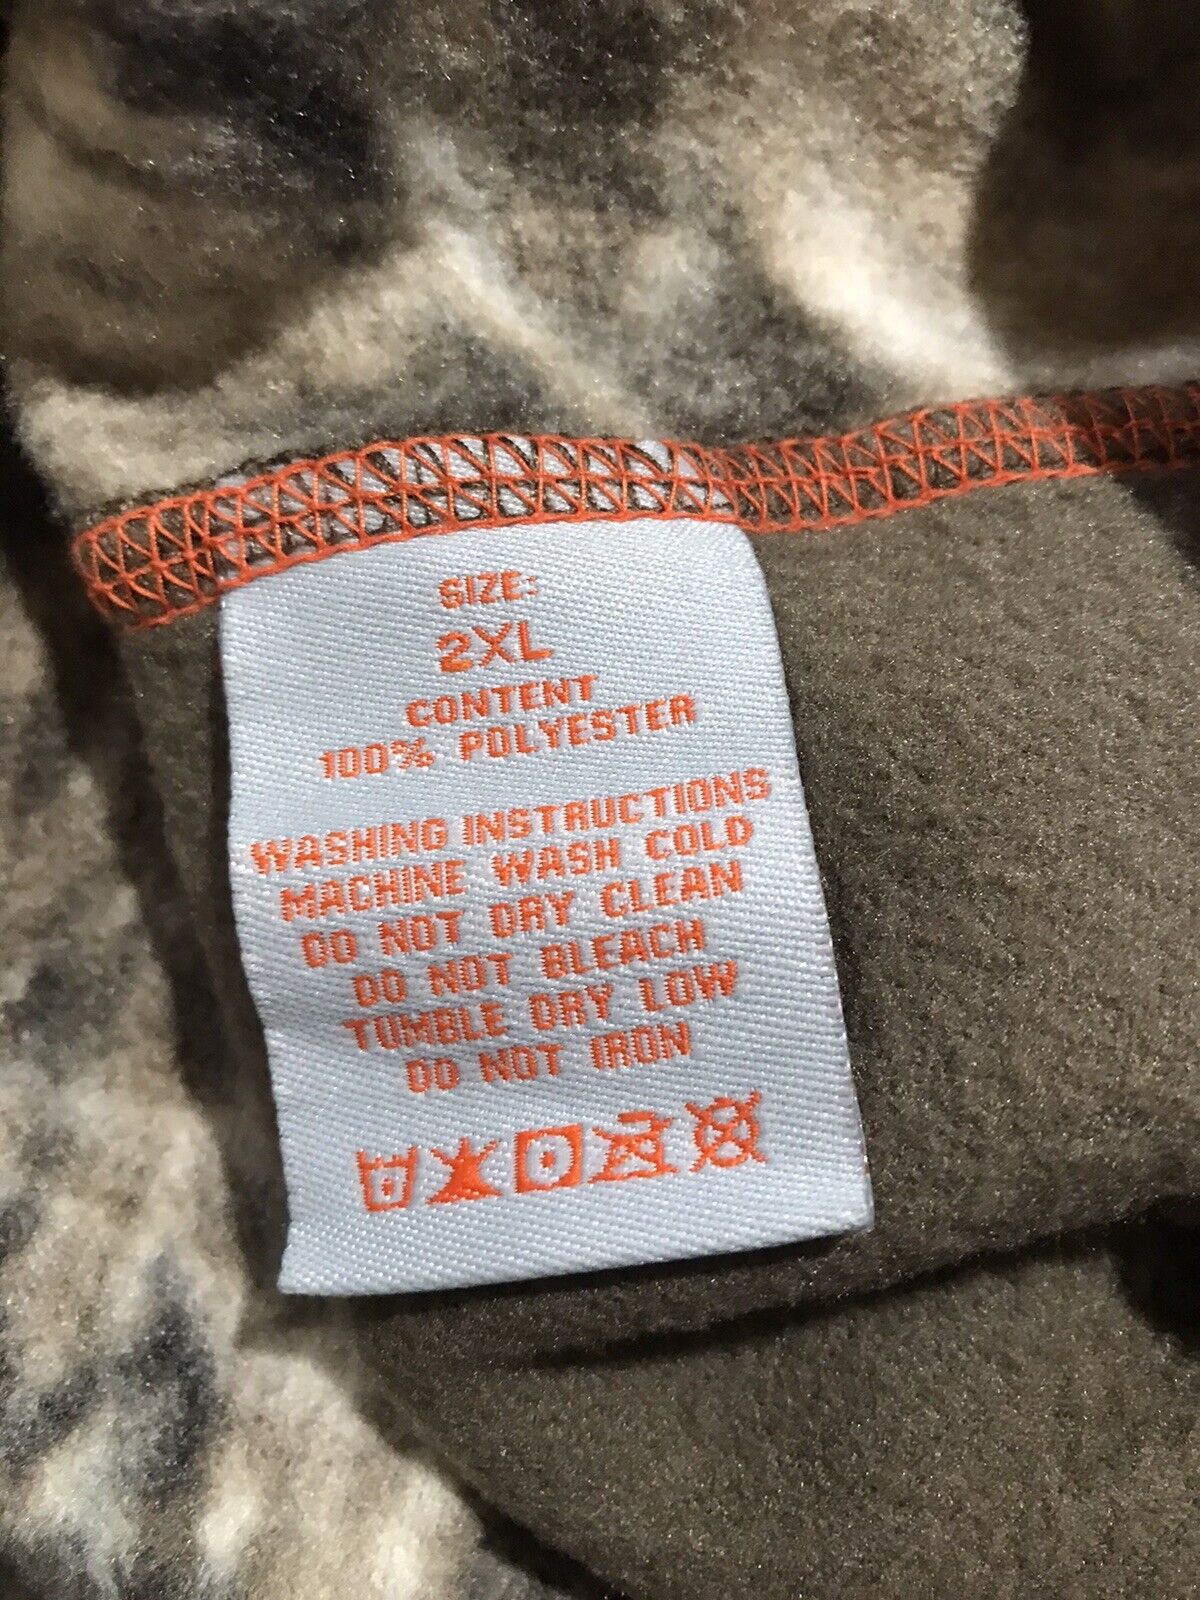 SIZE:
2XL
CONTENT
100% POLYESTER
WASHING INSTRUCTIONS
MACHINE WASH COLD
DO NOT DRY CLEAN
DO NOT BLEACH
TUMBLE DRY LOW
DO NOT IRON